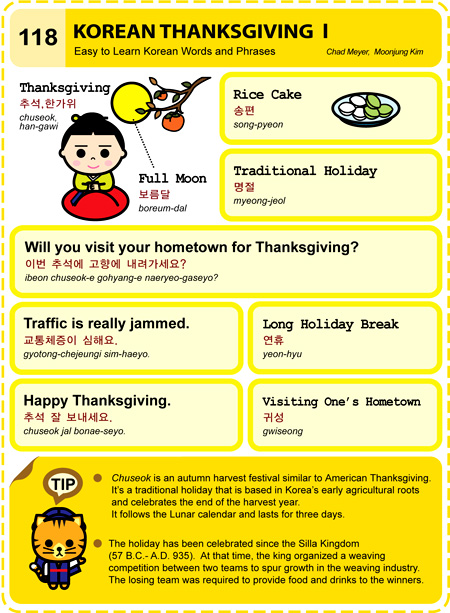 118
KOREAN THANKSGIVING I
Easy to Learn Korean Words and Phrases
Chad Meyer, Moonjung Kim
Thanksgiving
추석,한가위
chuseok,
han-gawi
Full Moon
보름달
boreum-dal
Rice Cake
송편
song-pyeon
Traditional Holiday
명절
myeong-jeol
Will you visit your hometown for Thanksgiving?
이번 추석에 고향에 내려가세요?
ibeon chuseok-e gohyang-e naeryeo-gaseyo?
Traffic is really jammed.
교통체증이 심해요.
gyotong-chejeungi sim-haeyo.
Long Holiday Break
연휴
yeon-hyu
Happy Thanksgiving.
추석 잘 보내세요.
chuseok jal bonae-seyo.
Visiting One's Hometown
귀성
gwiseong
TIP
Chuseok is an autumn harvest festival similar to American Thanksgiving.
It's a traditional holiday that is based in Korea's early agricultural roots
and celebrates the end of the harvest year.
It follows the Lunar calendar and lasts for three days.
The holiday has been celebrated since the Silla Kingdom
(57 B.C.- A.D. 935). At that time, the king organized a weaving
competition between two teams to spur growth in the weaving industry.
The losing team was required to provide food and drinks to the winners.